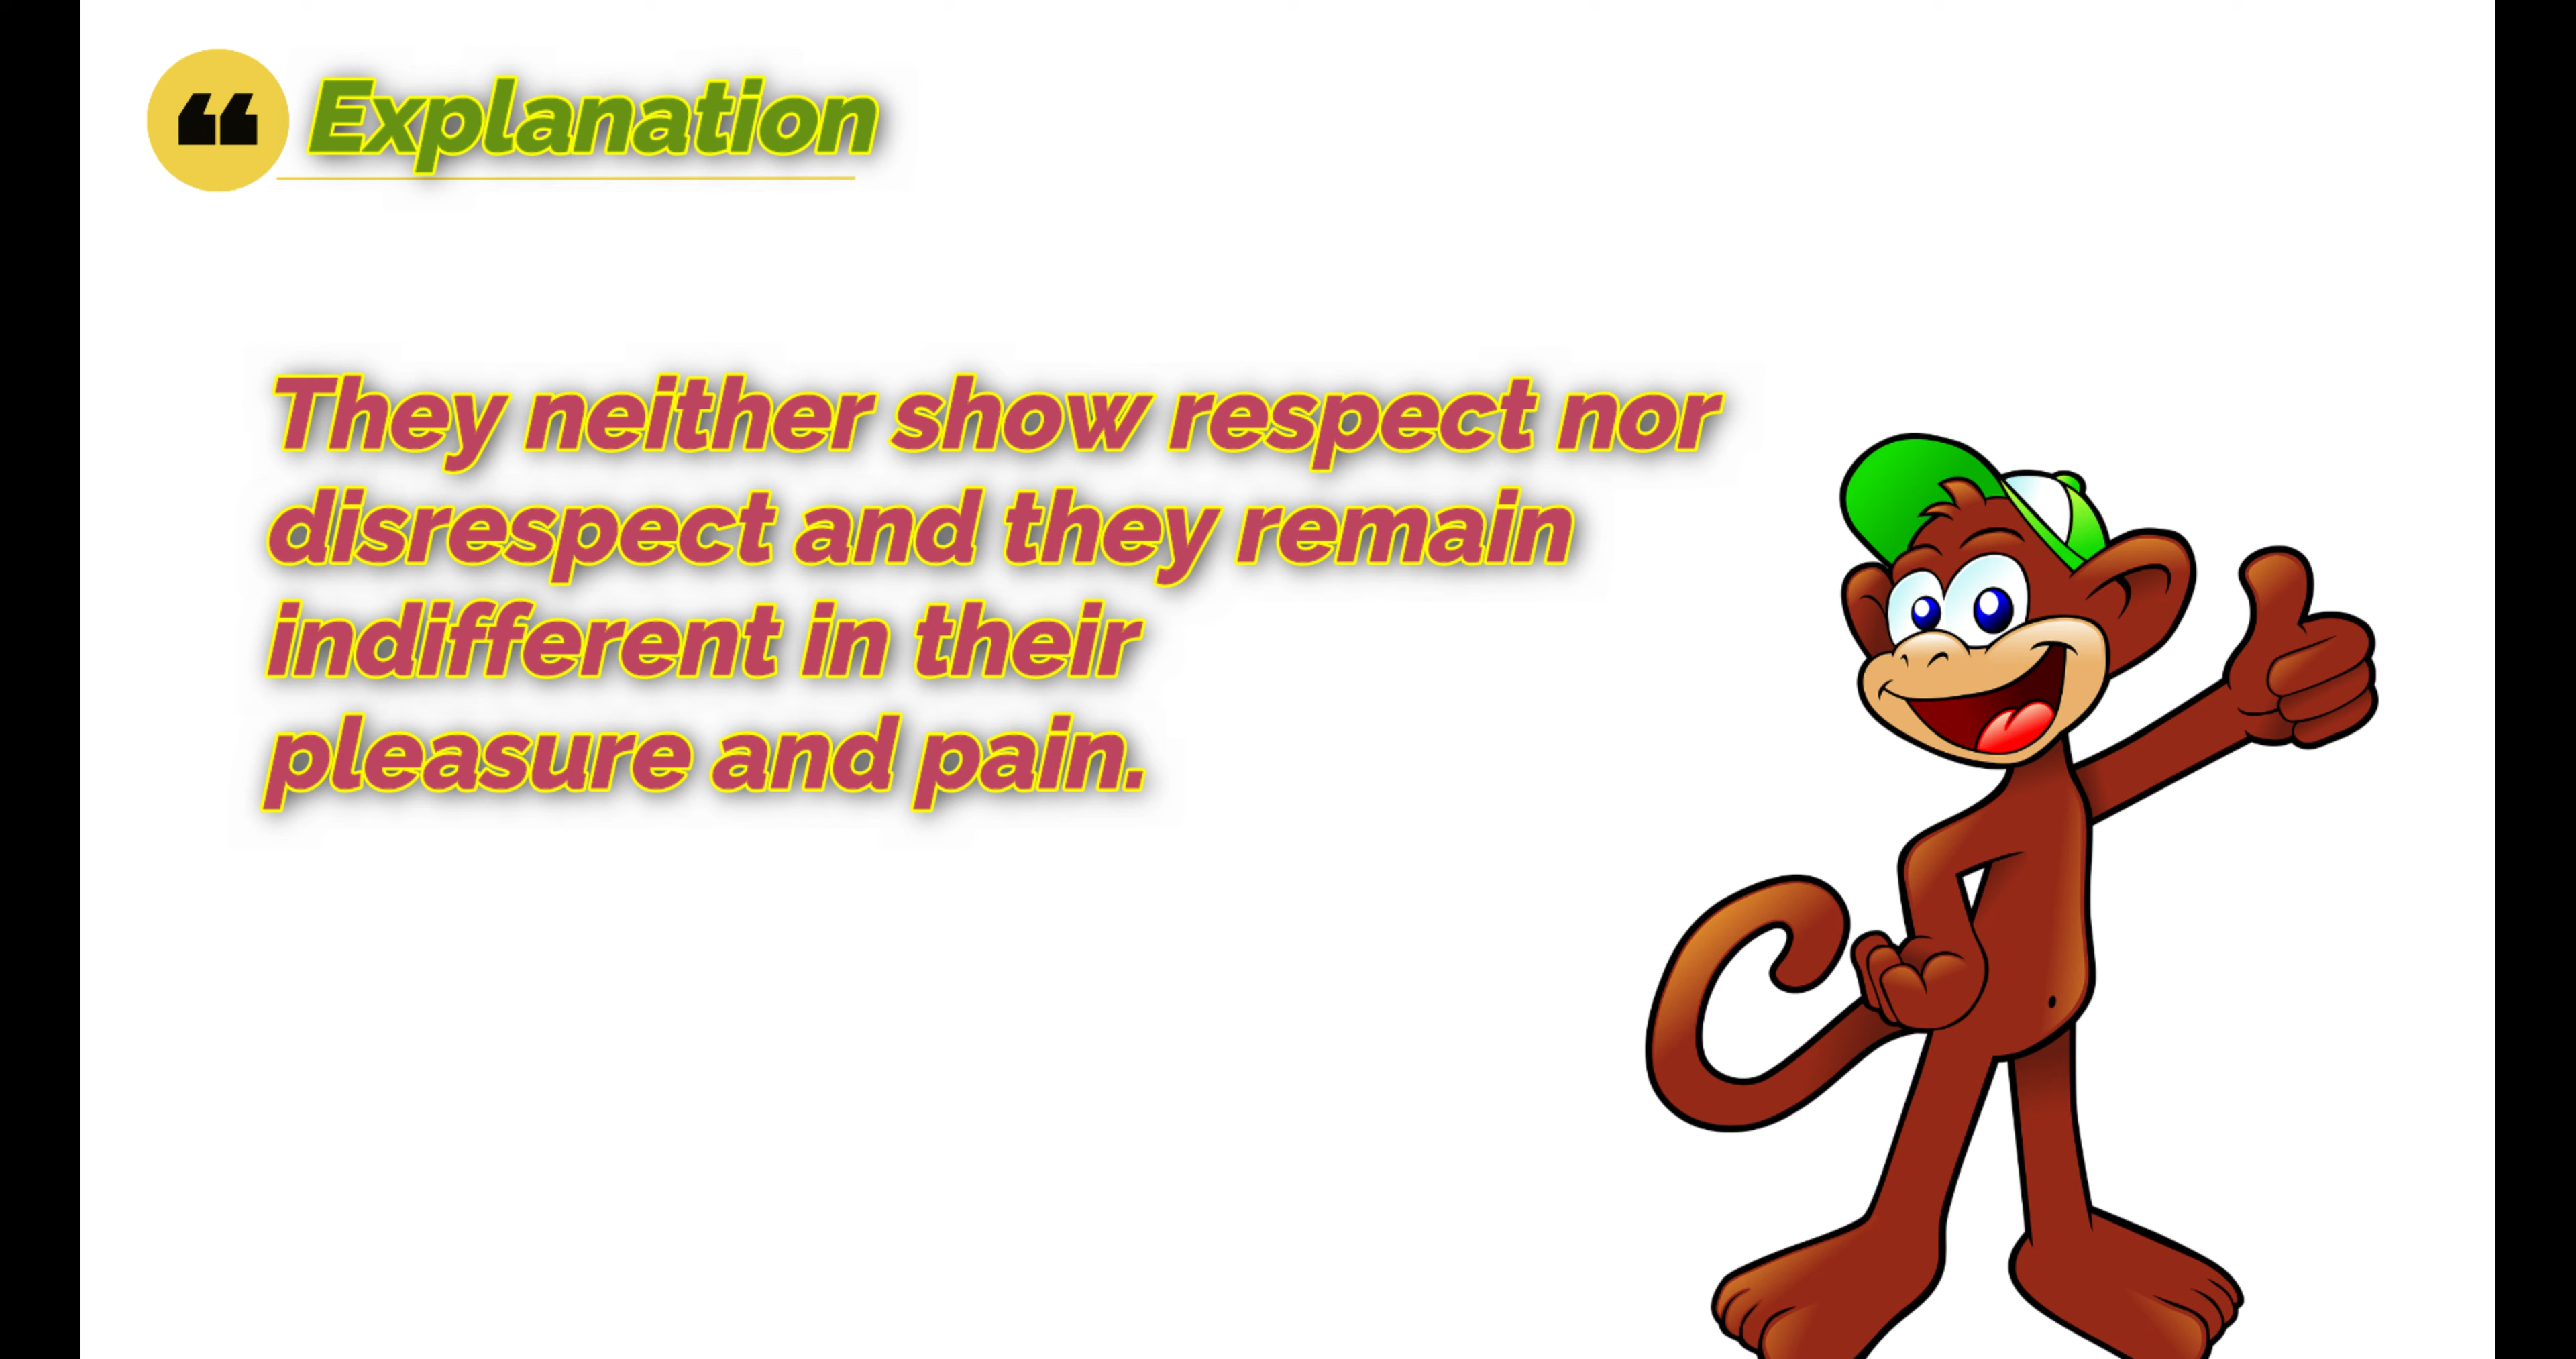 ❝ Explanation
They neither show respect nor
disrespect and they remain
indifferent in their
pleasure and pain.